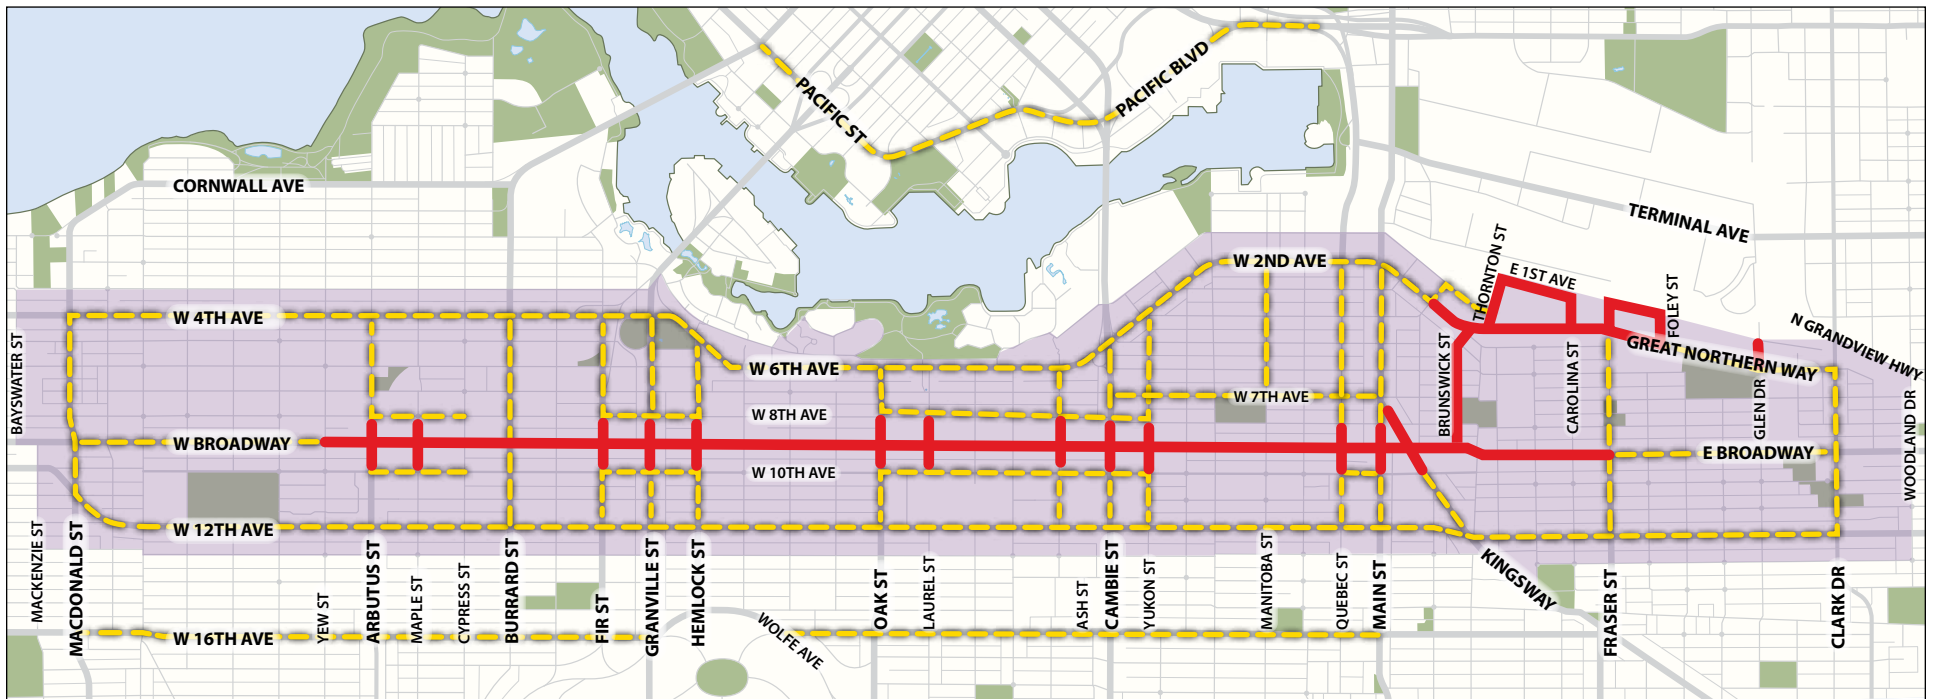 PACIFIC ST
PACIFIC BLVD
CORNWALL AVE
TERMINAL AVE
THORNTON ST
E 1ST AVE
W 2ND AVE
FOLEY ST
W 4TH AVE
N GRANDVIEW HWY
BAYSWATER ST
W 6TH AVE
GREAT NORTHERN WAY
BRUNSWICK ST
CAROLINA ST
GLEN DR
WOODLAND DR
W 7TH AVE
W 8TH AVE
W BROADWAY
E BROADWAY
W 10TH AVE
W 12TH AVE
MACKENZIE ST
MACDONALD ST
YEW ST
ARBUTUS ST
MAPLE ST
CYPRESS ST
BURRARD ST
FIR ST
GRANVILLE ST
HEMLOCK ST
WOLFE AVE
OAK ST
LAUREL ST
ASH ST
CAMBIE ST
YUKON ST
MANITOBA ST
QUEBEC ST
MAIN ST
KINGSWAY
FRASER ST
CLARK DR
W 16TH AVE